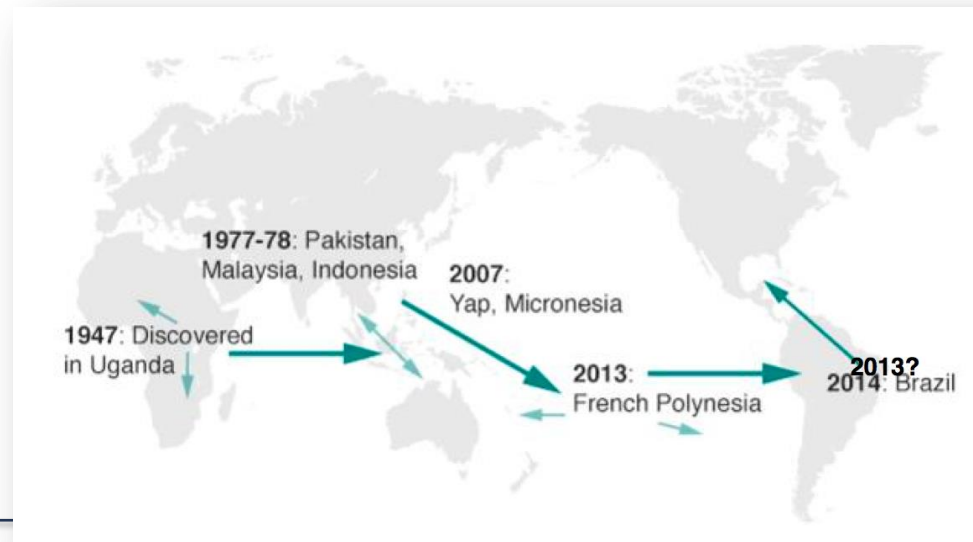 1977-78: Pakistan,
Malaysia, Indonesia
2007:
Yap, Micronesia
1947: Discovered
in Uganda
2013:
French Polynesia
2013?
2014: Brazil